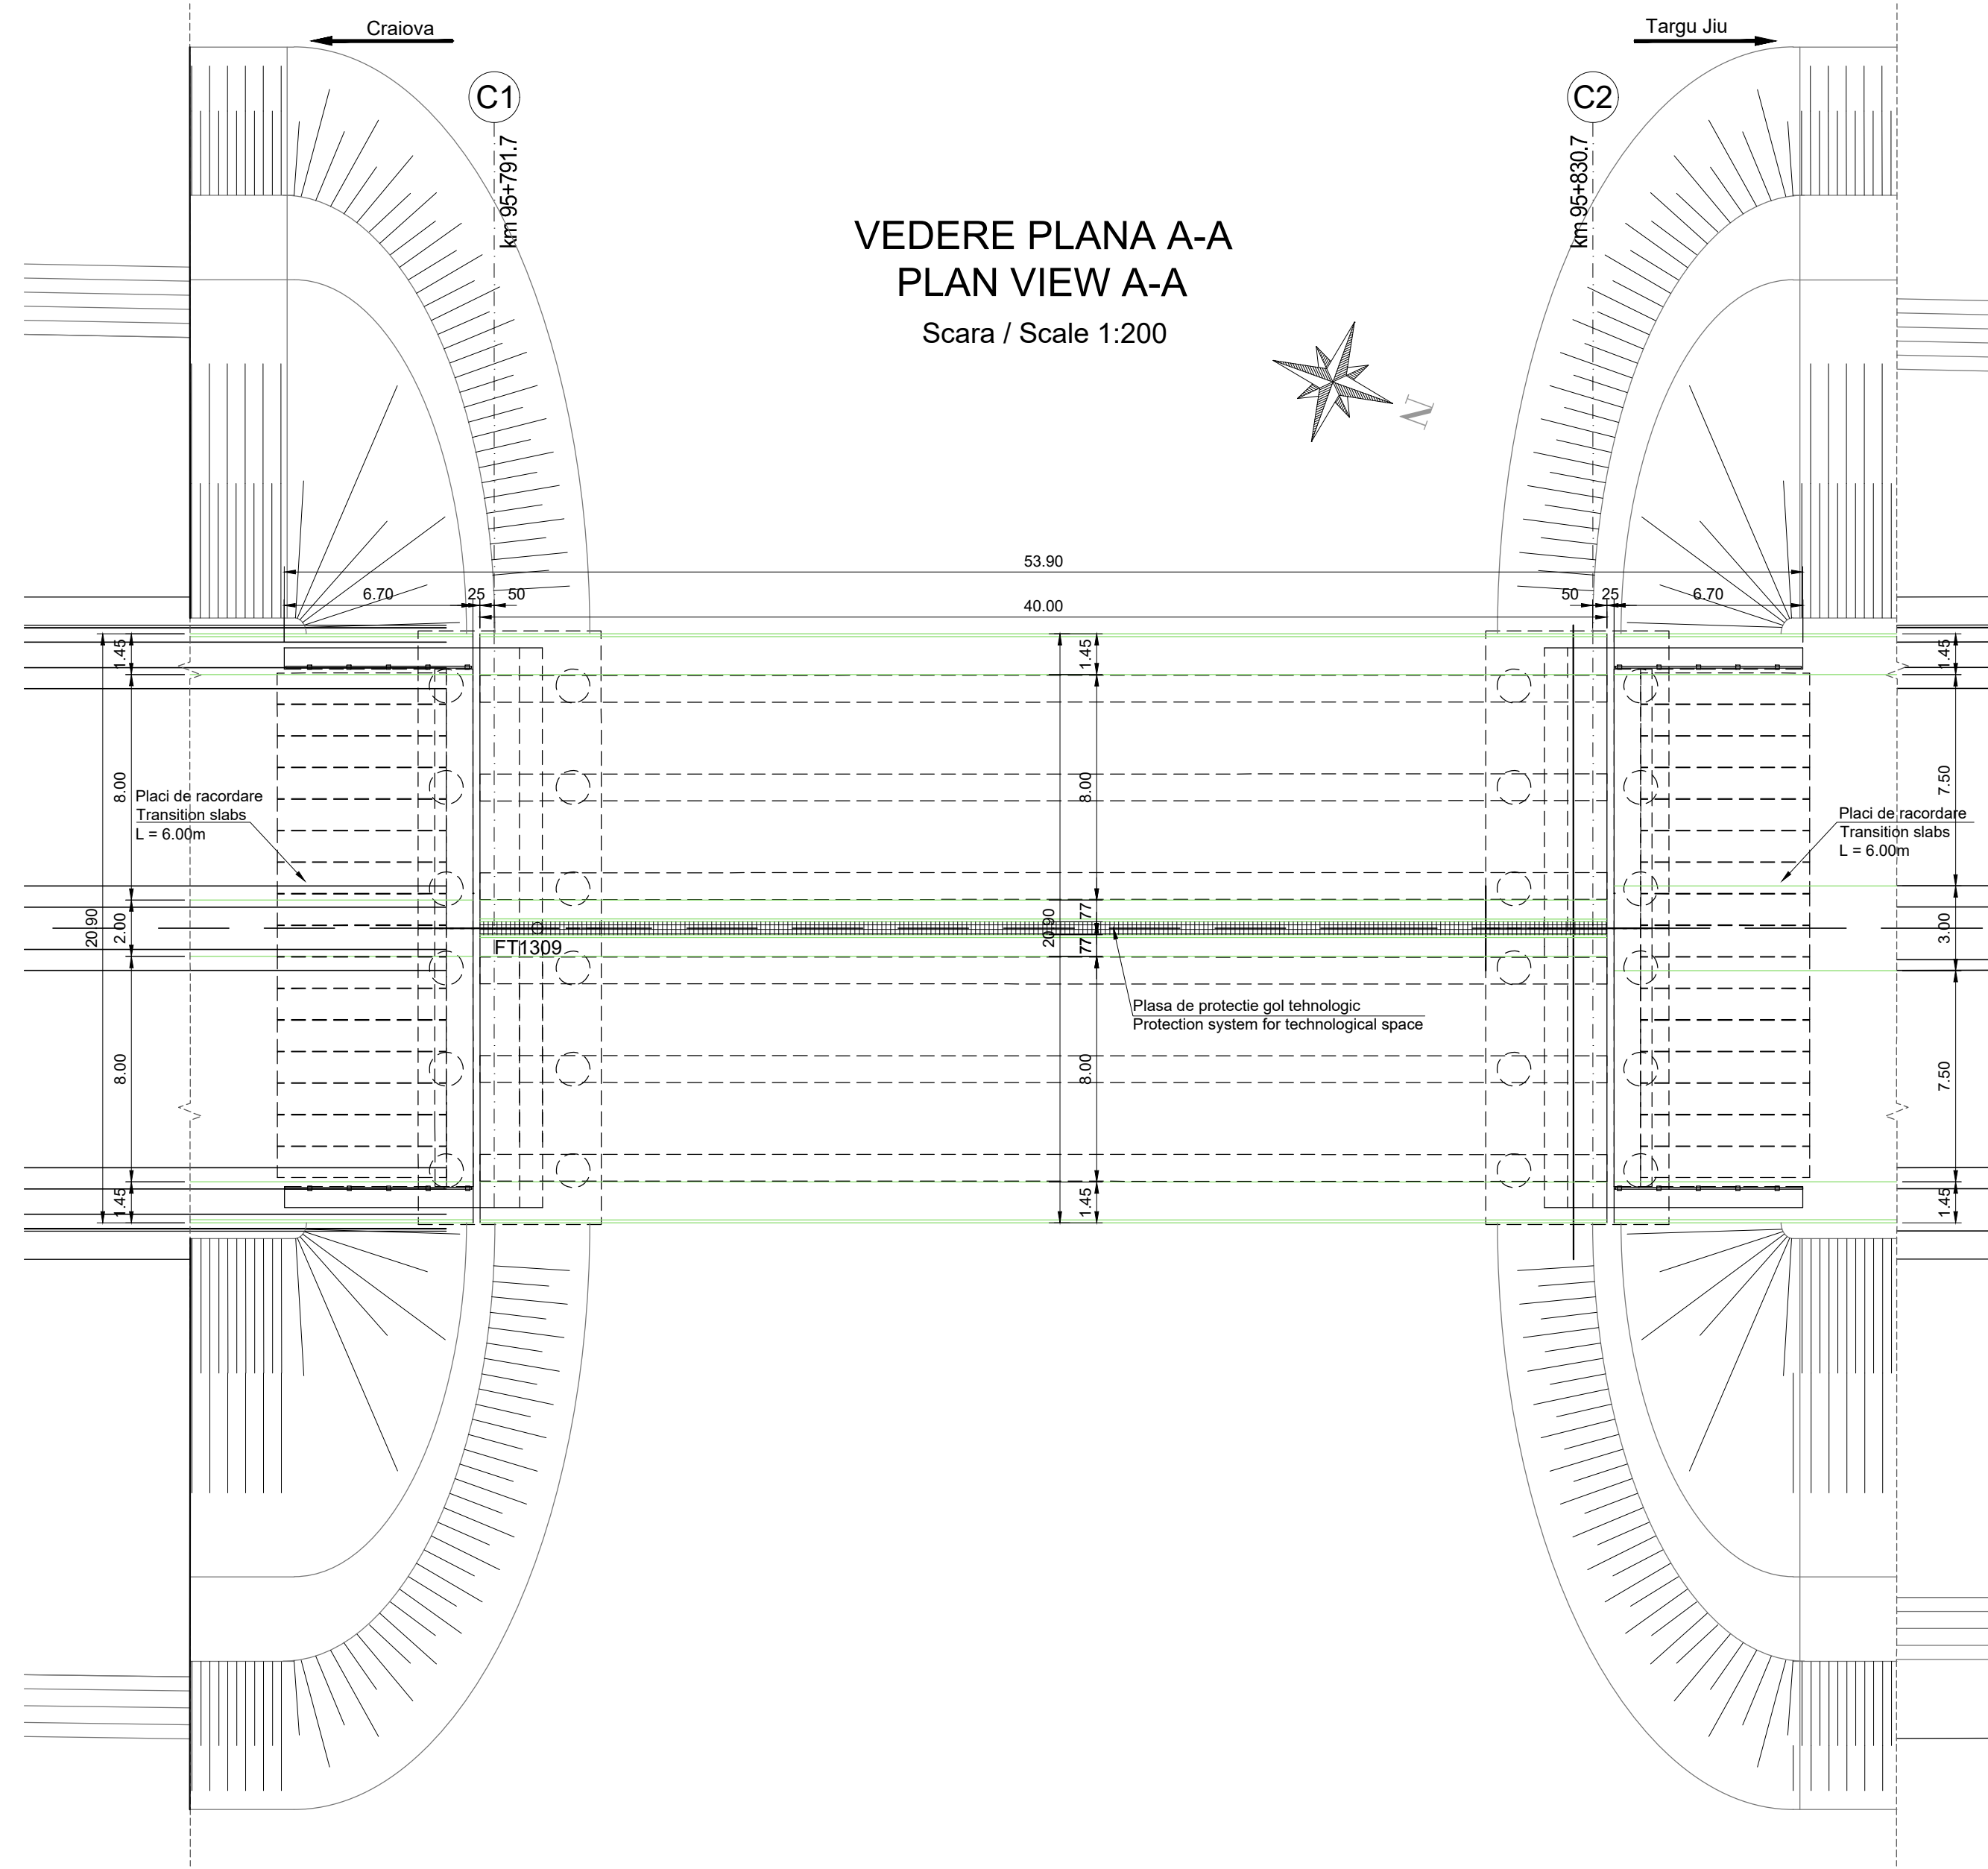 Craiova
Targu Jiu
C1
C2
km 95+791.7
km 95+830.7
VEDERE PLANA A-A
PLAN VIEW A-A
Scara / Scale 1:200
N
53.90
6.70
25
50
40.00
50
25
6.70
1.45
1.45
1.45
8.00
8.00
7.50
Placi de racordare
Transition slabs
L = 6.00m
Placi de racordare
Transition slabs
L = 6.00m
20.90
2.00
20.90
77
77
3.00
FT1309
Plasa de protectie gol tehnologic
Protection system for technological space
8.00
8.00
7.50
1.45
1.45
1.45